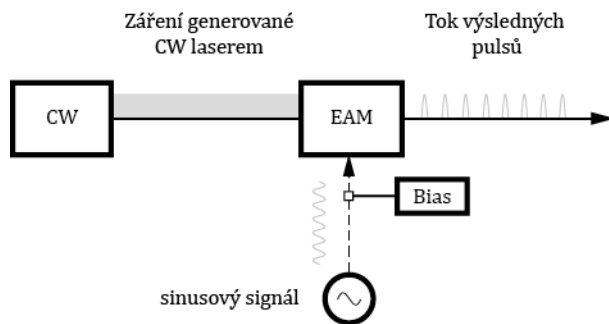 Záření generované
CW laserem
Tok výsledných
pulsů
CW
EAM
Bias
sinusový signál